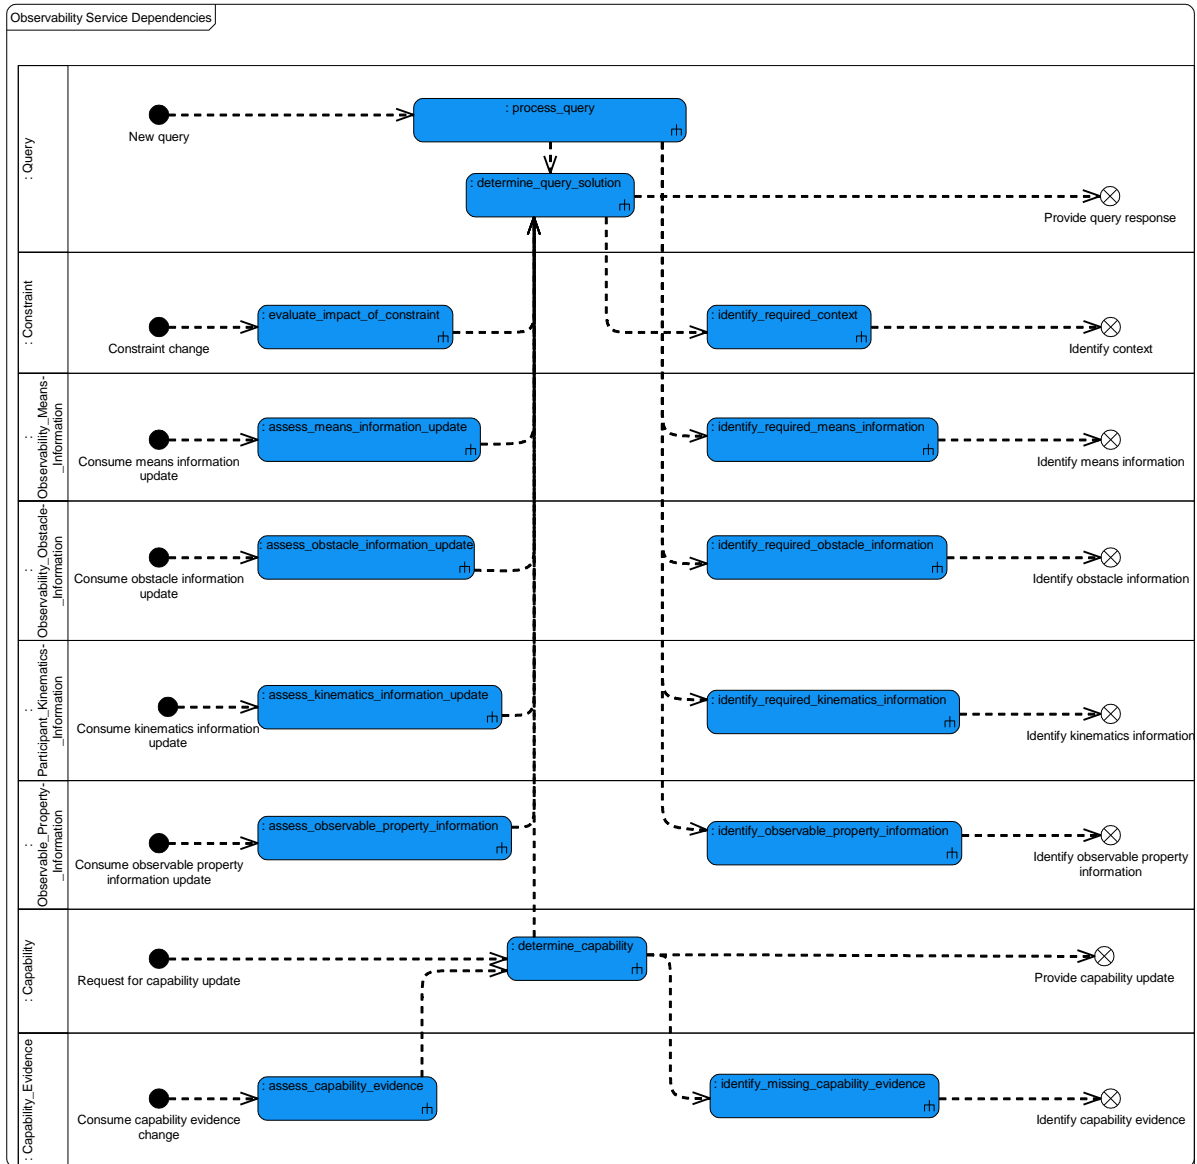 Observability Service Dependencies
: Query
New query
: process_query
: determine_query_solution
Provide query response
: Constraint
Constraint change
: evaluate_impact_of_constraint
: identify_required_context
Identify context
:
Observability_Means-
_Information
Consume means information
update
: assess_means_information_update
: identify_required_means_information
Identify means information
:
Observability_Obstacle-
_Information
Consume obstacle information
update
: assess_obstacle_information_update
: identify_required_obstacle_information
Identify obstacle information
:
Participant_Kinematics-
_Information
Consume kinematics information
update
: assess_kinematics_information_update
: identify_required_kinematics_information
Identify kinematics information
:
Observable_Property-
_Information
Consume observable property
information update
: assess_observable_property_information
: identify_observable_property_information
Identify observable property
information
: Capability
Request for capability update
: determine_capability
Provide capability update
: Capability_Evidence
Consume capability evidence
change
: assess_capability_evidence
: identify_missing_capability_evidence
Identify capability evidence